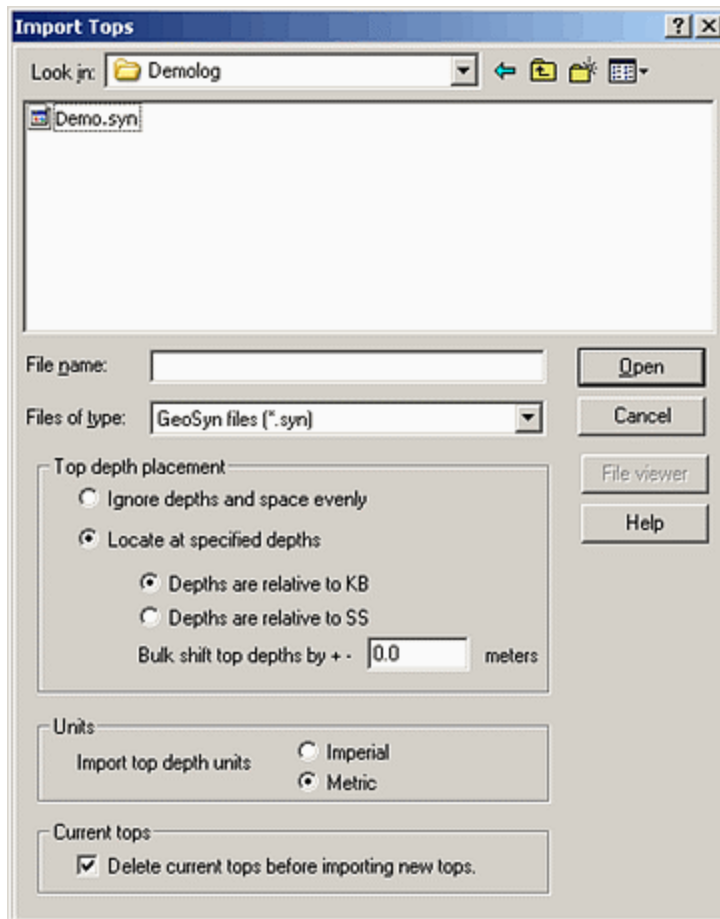 Import Tops
Look in: Demolog
Demo.syn
File name:
Open
Files of type: GeoSyn files (*.syn)
Cancel
File viewer
Help
Top depth placement
Ignore depths and space evenly
Locate at specified depths
Depths are relative to KB
Depths are relative to SS
Bulk shift top depths by + - 0.0 meters
Units
Import top depth units
Imperial
Metric
Current tops
Delete current tops before importing new tops.